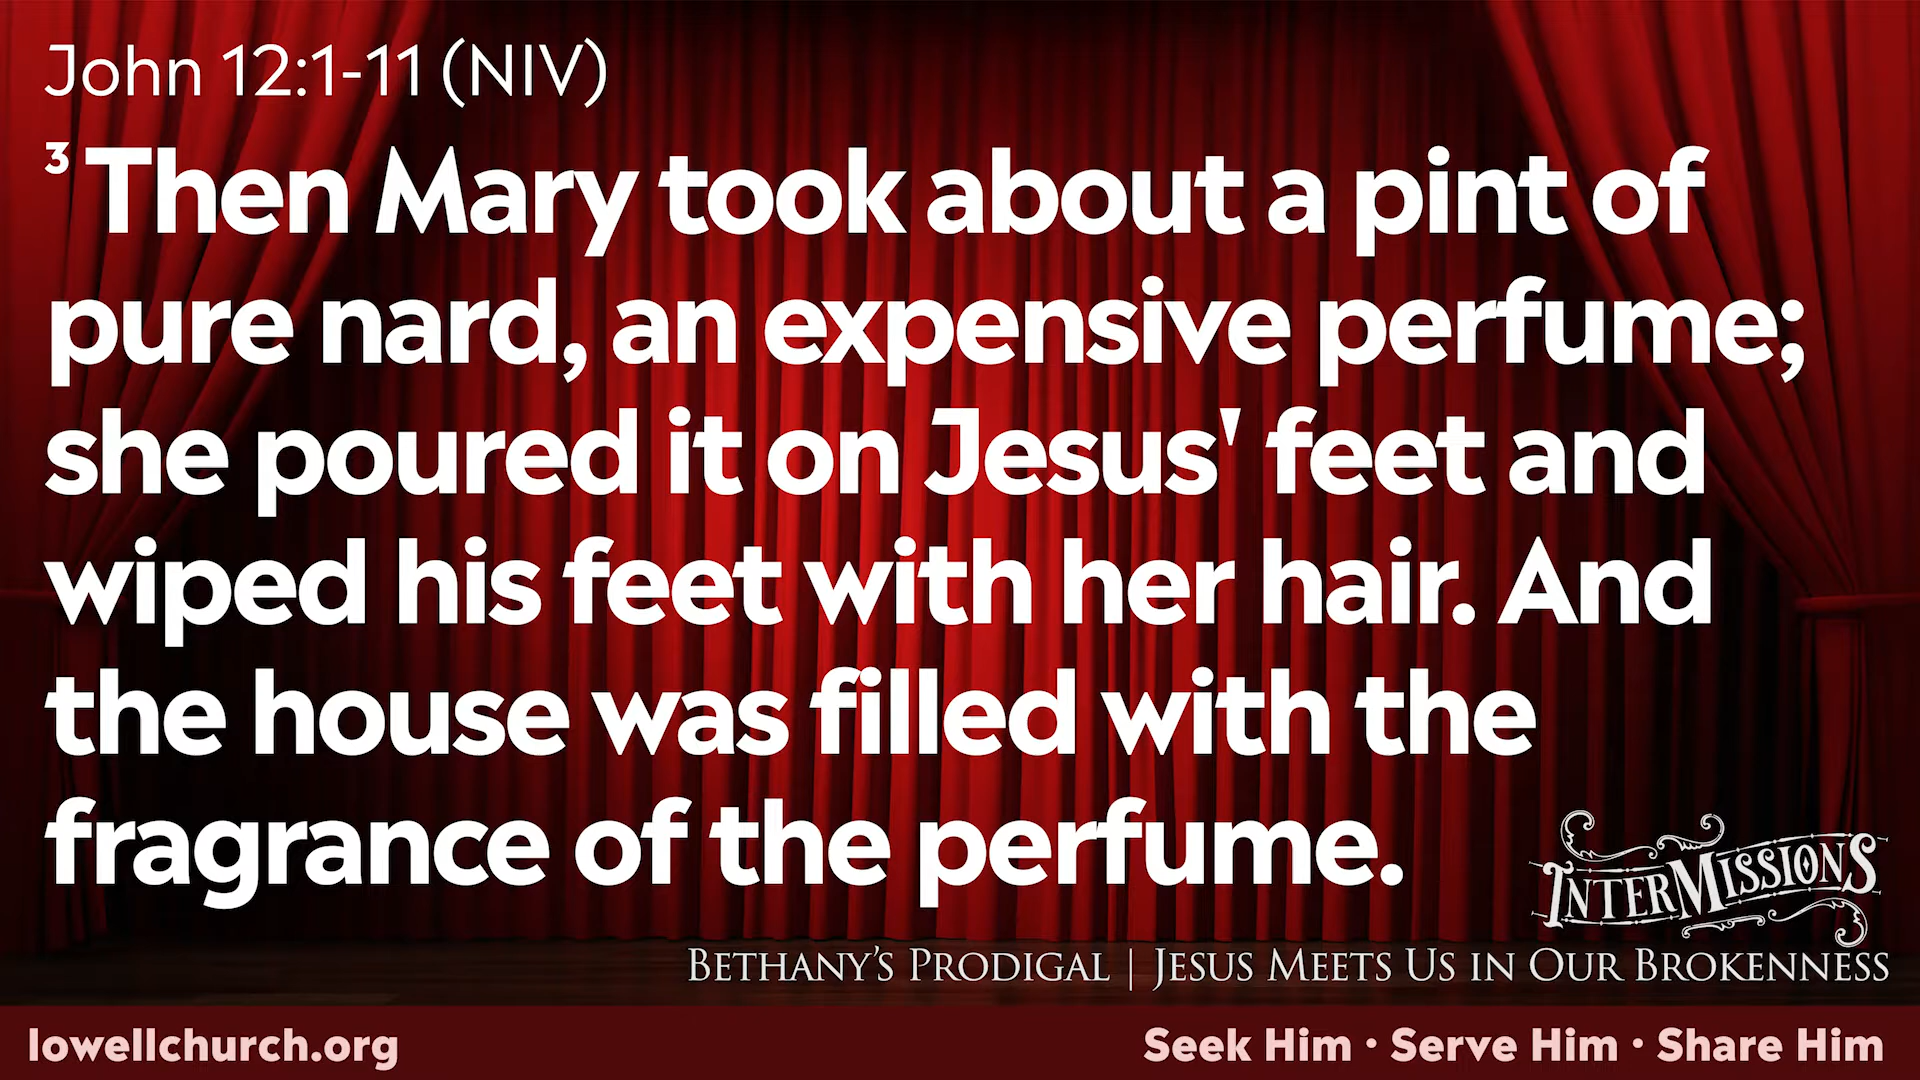 John 12:1-11 (NIV)
3 Then Mary took about a pint of
pure nard, an expensive perfume;
she poured it on Jesus' feet and
wiped his feet with her hair. And
the house was filled with the
fragrance of the perfume.
INTERMISSIONS
BETHANY’S PRODIGAL | JESUS MEETS US IN OUR BROKENNESS
lowellchurch.org
Seek Him · Serve Him · Share Him